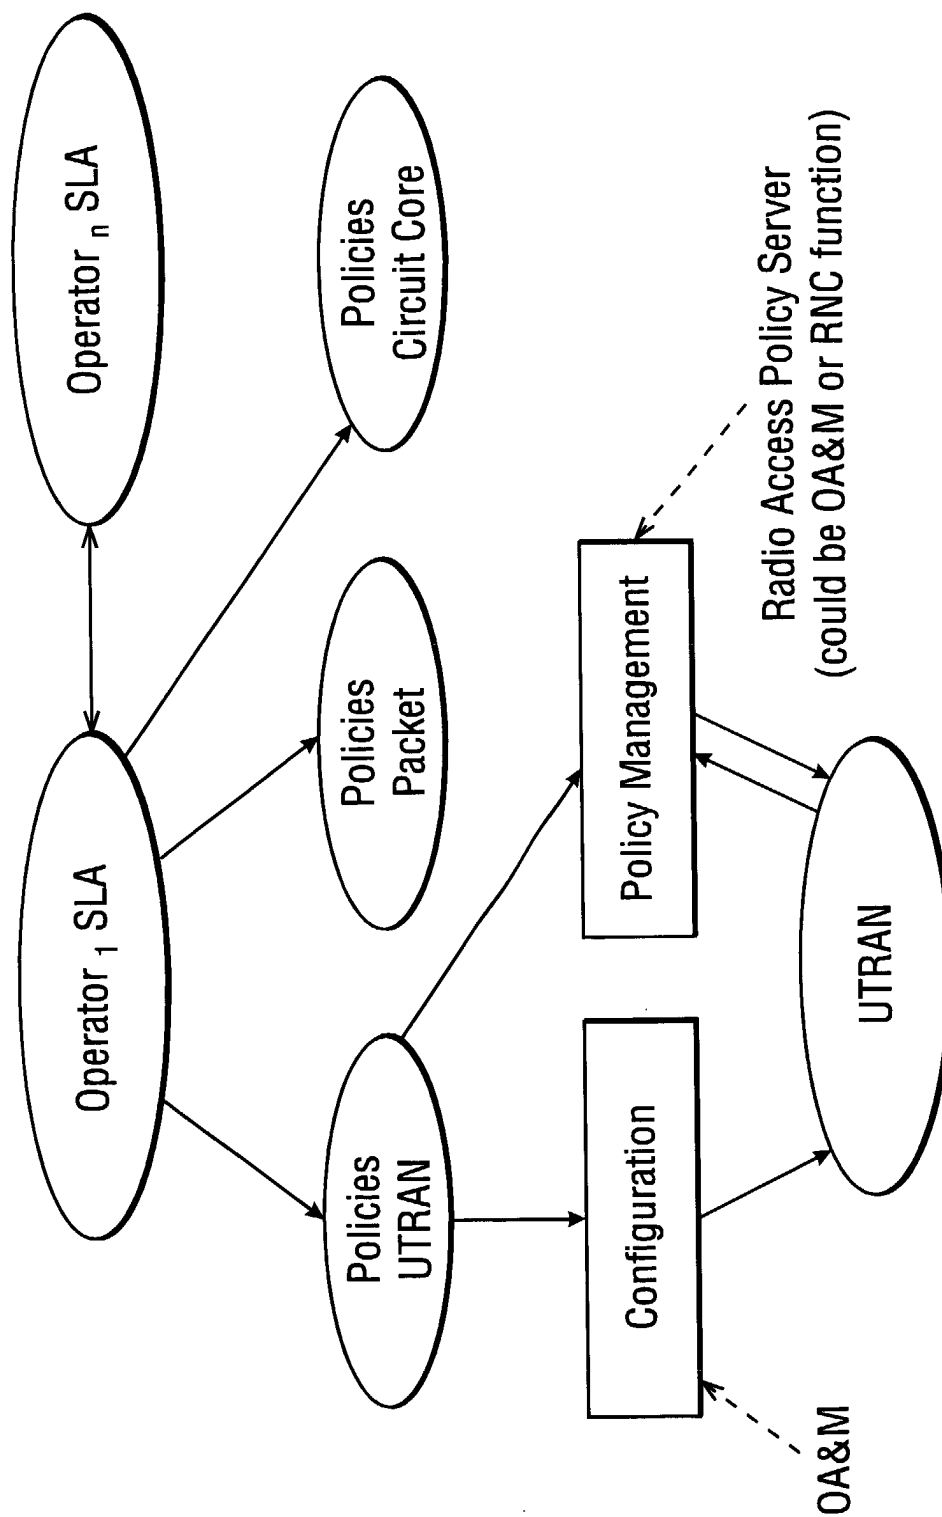 Operator 1 SLA
Operator n SLA
Policies
UTRAN
Policies
Packet
Policies
Circuit Core
Configuration
Policy Management
OA&M
UTRAN
Radio Access Policy Server
(could be OA&M or RNC function)